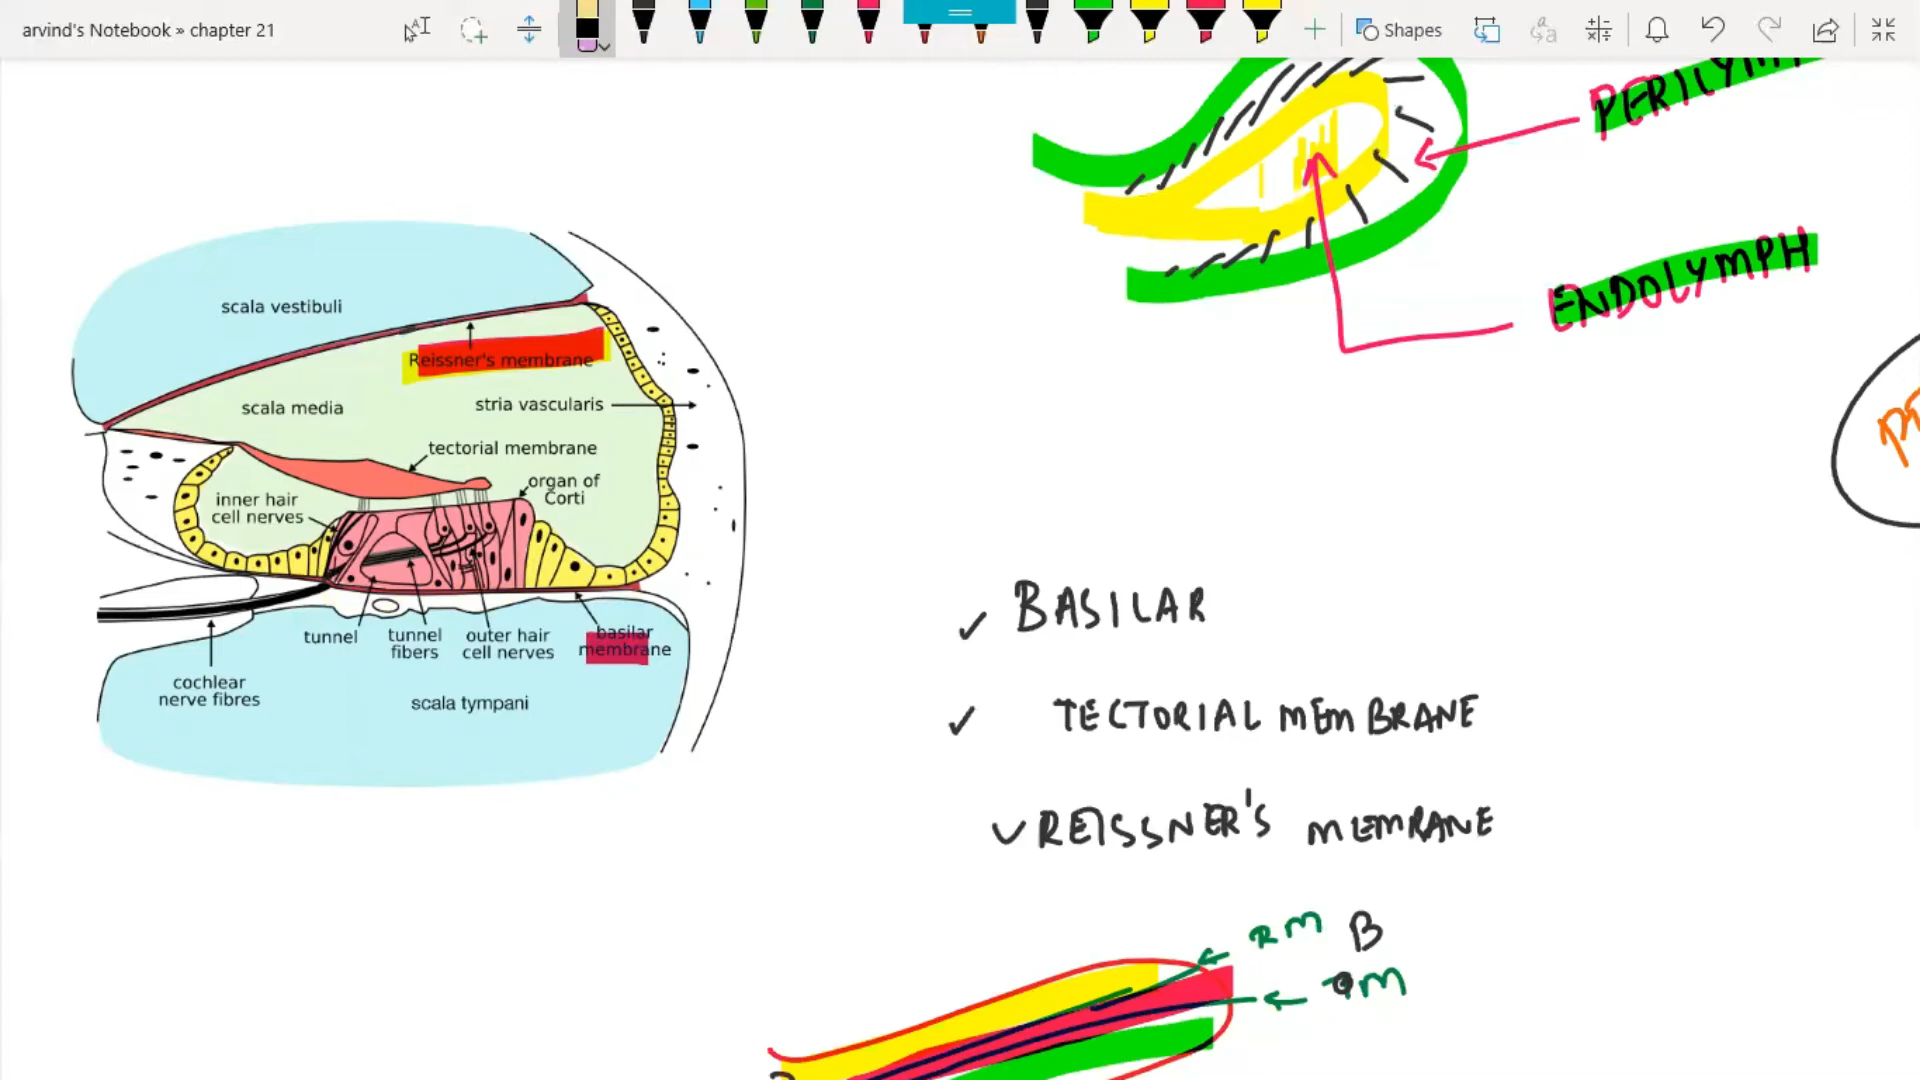 arvind's Notebook » chapter 21
Shapes
ENDOLYMPH
scala vestibuli
Reissner's membrane
scala media
stria vascularis
tectorial membrane
organ of
Corti
inner hair
cell nerves
tunnel
tunnel
fibers
outer hair
cell nerves
basilar
membrane
cochlear
nerve fibres
scala tympani
✓ BASILAR
✓ TECTORIAL MEMBRANE
✓ REISSNER'S MEMRANE
RM B